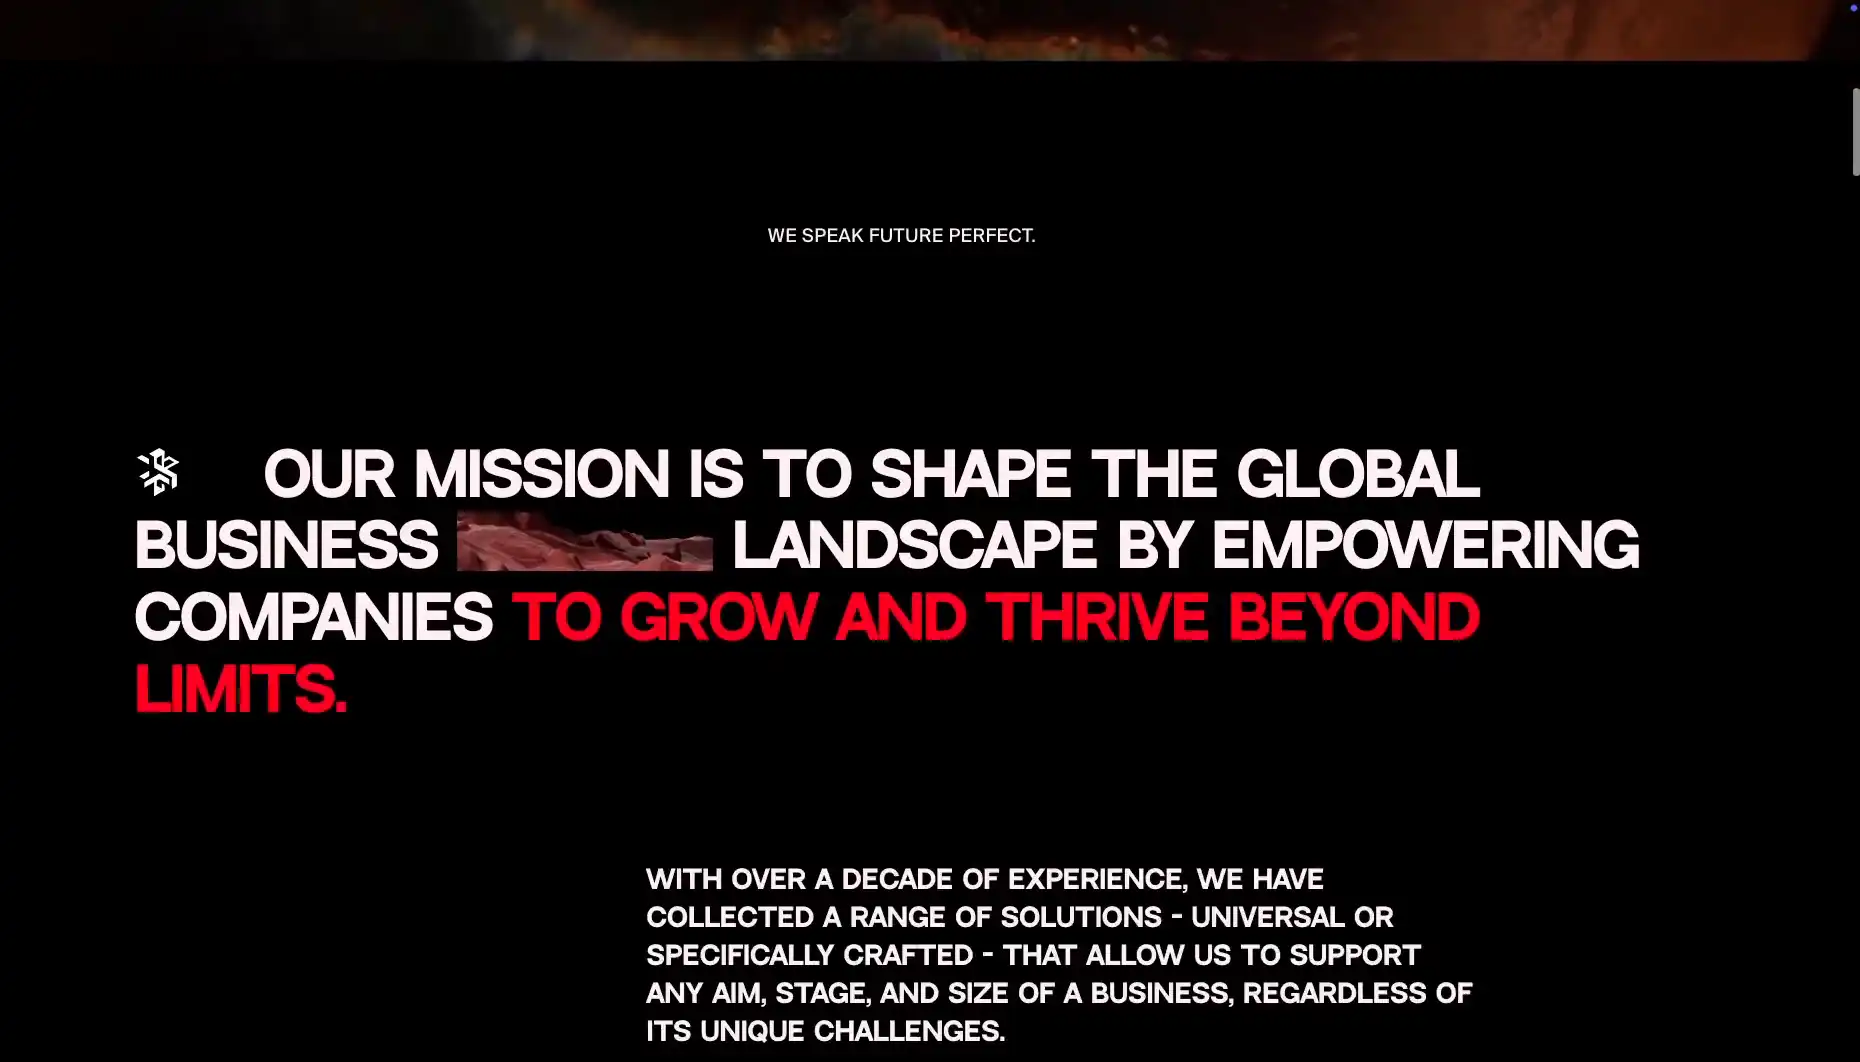 WE SPEAK FUTURE PERFECT.
OUR MISSION IS TO SHAPE THE GLOBAL
BUSINESS LANDSCAPE BY EMPOWERING
COMPANIES TO GROW AND THRIVE BEYOND
LIMITS.
WITH OVER A DECADE OF EXPERIENCE, WE HAVE
COLLECTED A RANGE OF SOLUTIONS - UNIVERSAL OR
SPECIFICALLY CRAFTED - THAT ALLOW US TO SUPPORT
ANY AIM, STAGE, AND SIZE OF A BUSINESS, REGARDLESS OF
ITS UNIQUE CHALLENGES.